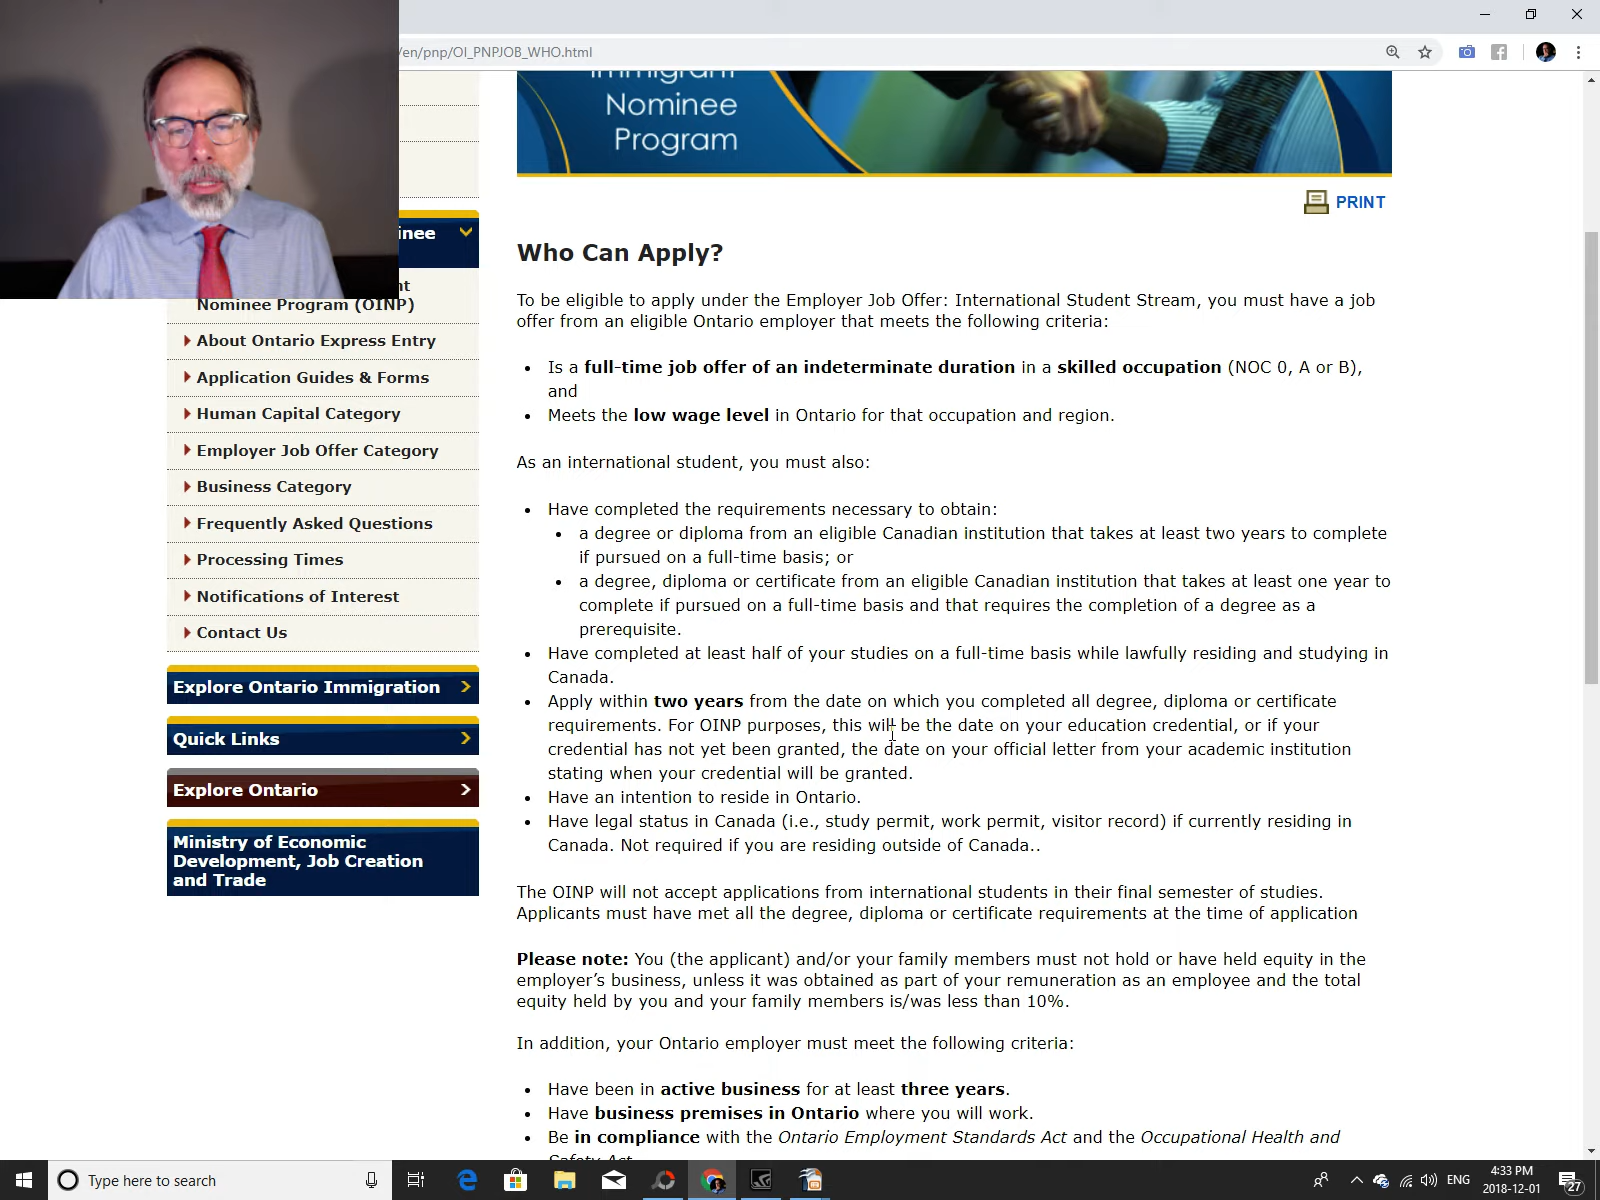 /en/pnp/OI_PNPJOB_WHO.html
Immigrant
Nominee
Program
PRINT
inee
nt
Nominee Program (OINP)
About Ontario Express Entry
Application Guides & Forms
Human Capital Category
Employer Job Offer Category
Business Category
Frequently Asked Questions
Processing Times
Notifications of Interest
Contact Us
Explore Ontario Immigration
Quick Links
Explore Ontario
Ministry of Economic
Development, Job Creation
and Trade
Who Can Apply?
To be eligible to apply under the Employer Job Offer: International Student Stream, you must have a job
offer from an eligible Ontario employer that meets the following criteria:
• Is a full-time job offer of an indeterminate duration in a skilled occupation (NOC 0, A or B),
and
• Meets the low wage level in Ontario for that occupation and region.
As an international student, you must also:
• Have completed the requirements necessary to obtain:
• a degree or diploma from an eligible Canadian institution that takes at least two years to complete
if pursued on a full-time basis; or
• a degree, diploma or certificate from an eligible Canadian institution that takes at least one year to
complete if pursued on a full-time basis and that requires the completion of a degree as a
prerequisite.
• Have completed at least half of your studies on a full-time basis while lawfully residing and studying in
Canada.
• Apply within two years from the date on which you completed all degree, diploma or certificate
requirements. For OINP purposes, this will be the date on your education credential, or if your
credential has not yet been granted, the date on your official letter from your academic institution
stating when your credential will be granted.
• Have an intention to reside in Ontario.
• Have legal status in Canada (i.e., study permit, work permit, visitor record) if currently residing in
Canada. Not required if you are residing outside of Canada..
The OINP will not accept applications from international students in their final semester of studies.
Applicants must have met all the degree, diploma or certificate requirements at the time of application
Please note: You (the applicant) and/or your family members must not hold or have held equity in the
employer’s business, unless it was obtained as part of your remuneration as an employee and the total
equity held by you and your family members is/was less than 10%.
In addition, your Ontario employer must meet the following criteria:
• Have been in active business for at least three years.
• Have business premises in Ontario where you will work.
• Be in compliance with the Ontario Employment Standards Act and the Occupational Health and
Safety Act
Type here to search
ENG
4:33 PM
2018-12-01
27